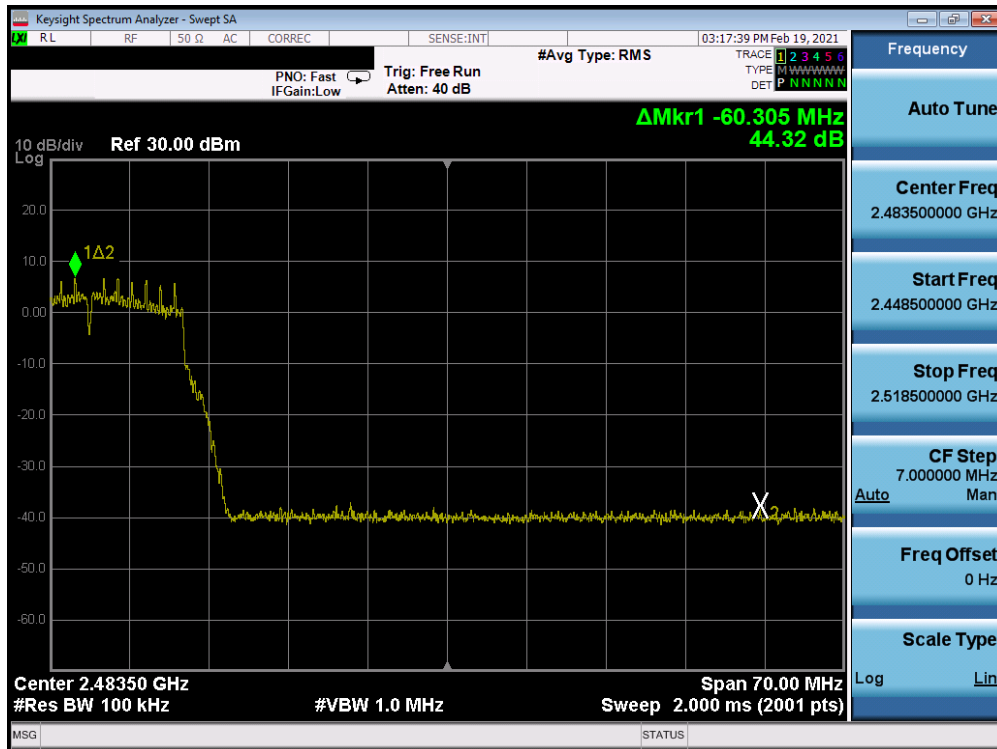 Keysight Spectrum Analyzer - Swept SA
LXI RL RF 50 Ω AC CORREC SENSE:INT 03:17:39 PM Feb 19, 2021
PNO: Fast
IFGain:Low
Trig: Free Run
Atten: 40 dB
#Avg Type: RMS
TRACE 1 2 3 4 5 6
TYPE M WWWWW
DET P N N N N N
ΔMkr1 -60.305 MHz
44.32 dB
10 dB/div
Log
Ref 30.00 dBm
20.0
10.0
0.00
-10.0
-20.0
-30.0
-40.0
-50.0
-60.0
1Δ2
X2
Center 2.48350 GHz
Span 70.00 MHz
#Res BW 100 kHz
#VBW 1.0 MHz
Sweep 2.000 ms (2001 pts)
MSG
STATUS
Frequency
Auto Tune
Center Freq
2.483500000 GHz
Start Freq
2.448500000 GHz
Stop Freq
2.518500000 GHz
CF Step
7.000000 MHz
Auto Man
Freq Offset
0 Hz
Scale Type
Log Lin